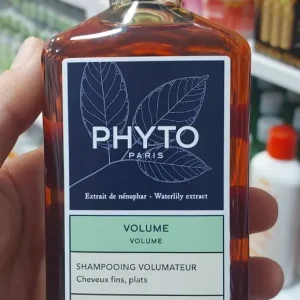 PHYTO
PARIS
Extrait de nénuphar · Waterlily extract
VOLUME
VOLUME
SHAMPOOING VOLUMATEUR
Cheveux fins, plats